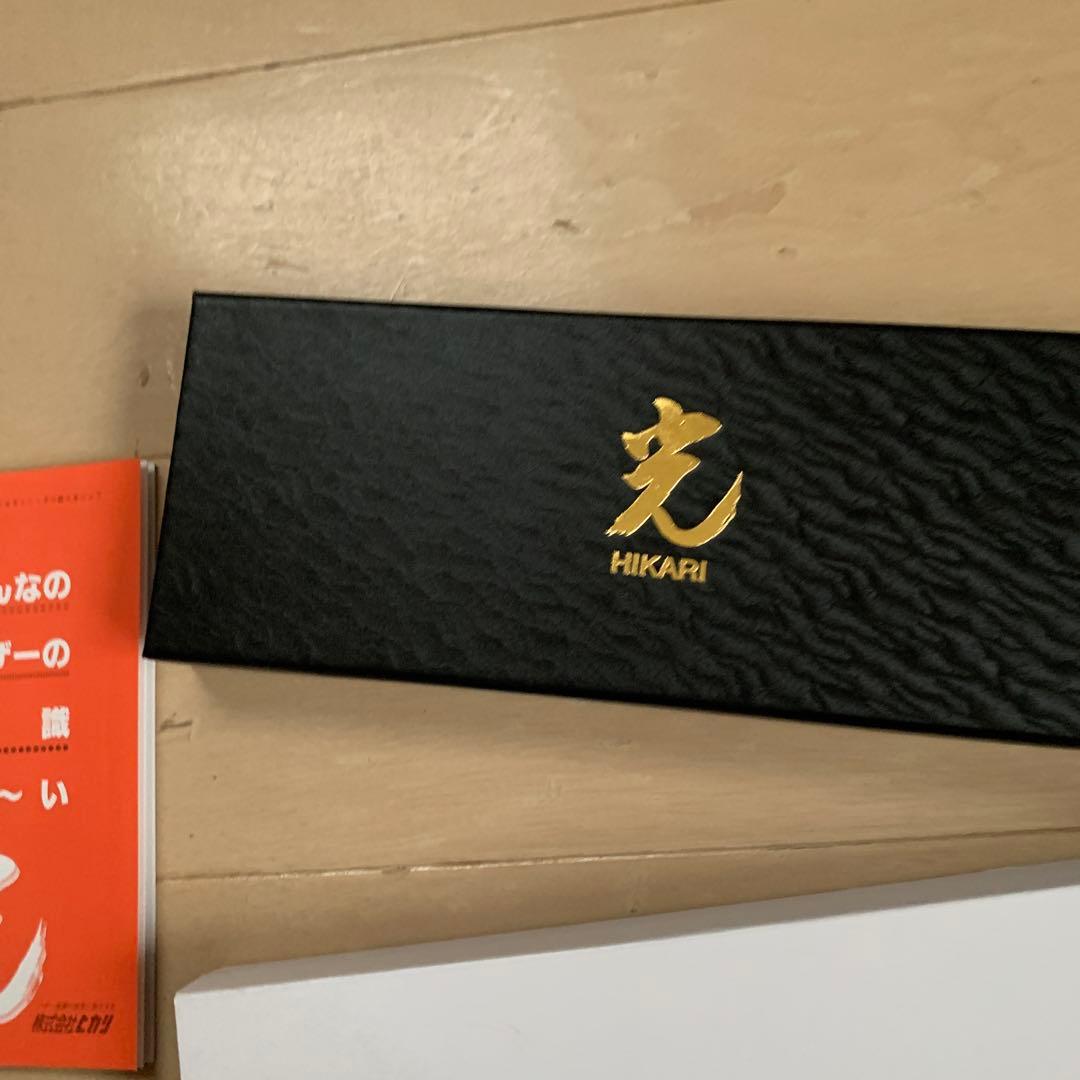 光
HIKARI
んなの
ザーの
識
~ い
株式会社ヒカリ